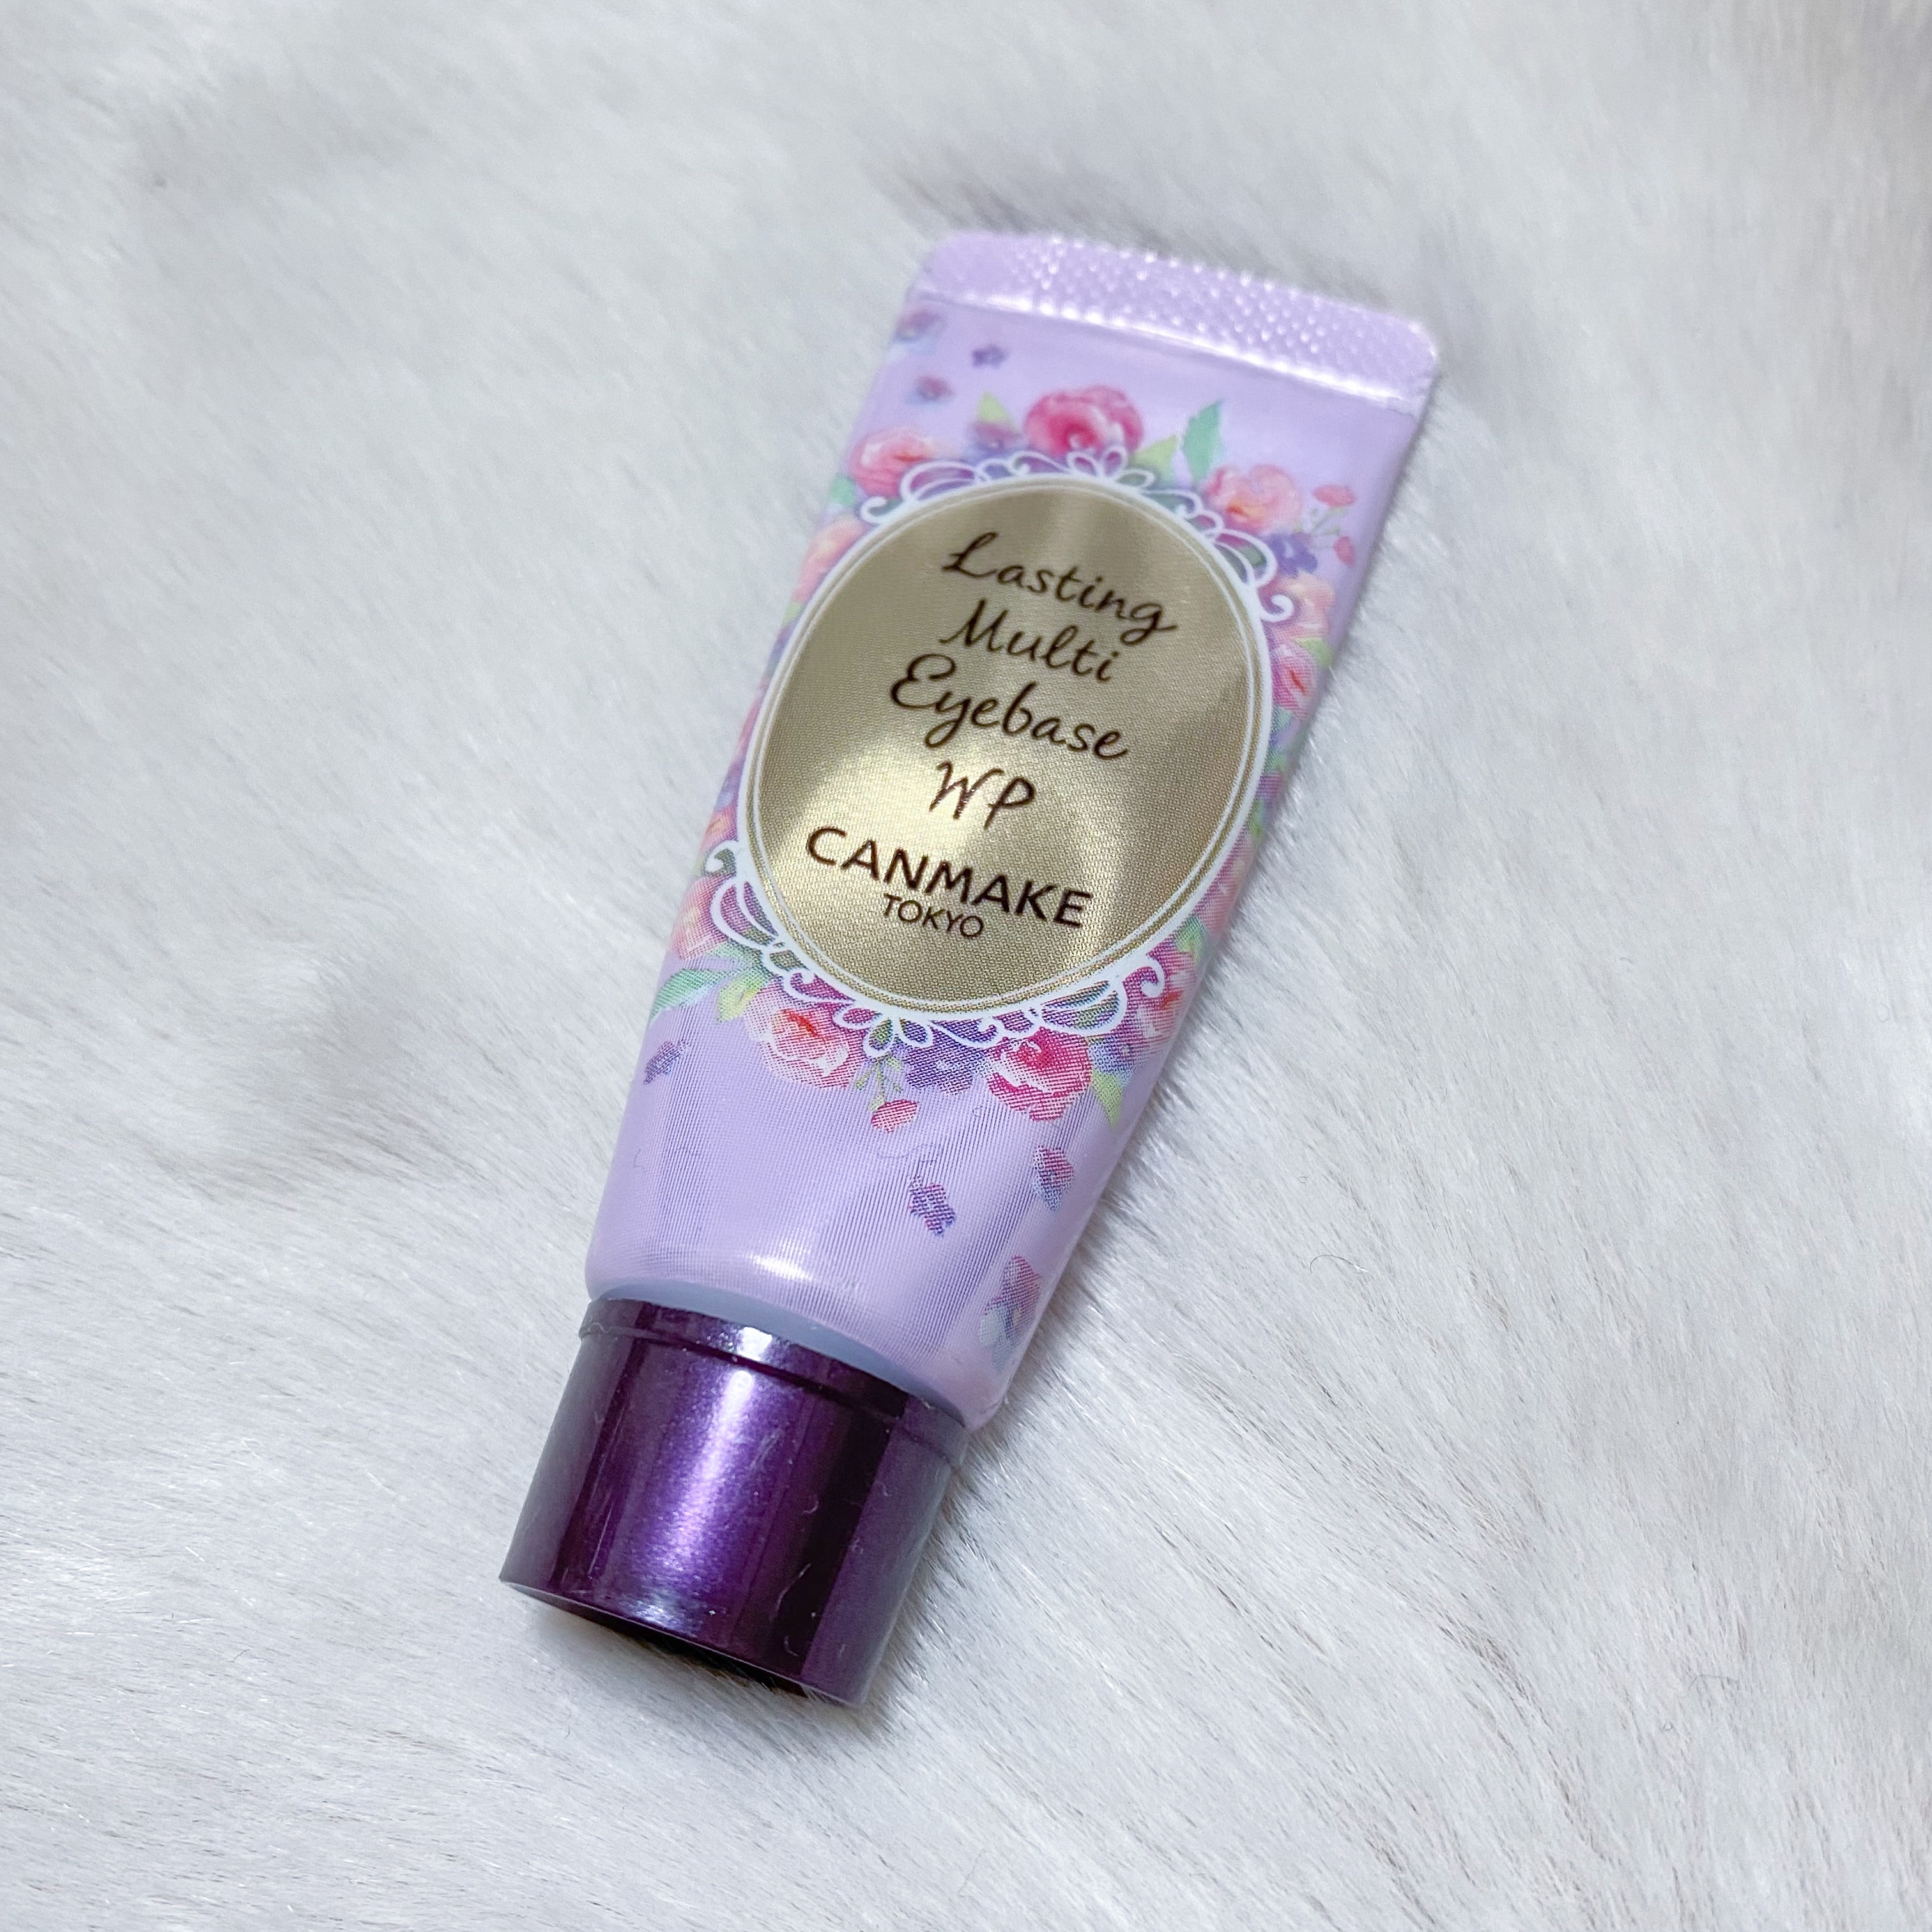 Lasting
Multi
Eyebase
WP
CANMAKE
TOKYO